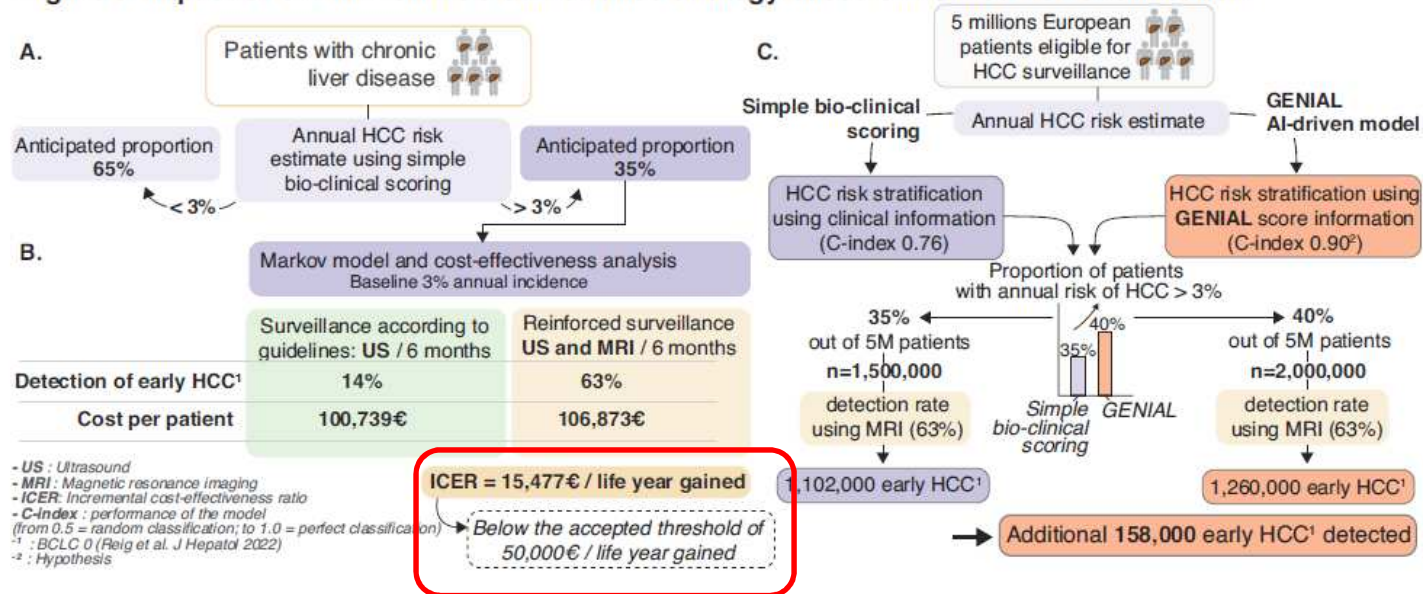 A.
Patients with chronic
liver disease
Anticipated proportion
65%
Annual HCC risk
estimate using simple
bio-clinical scoring
Anticipated proportion
35%
< 3%
> 3%
B.
Markov model and cost-effectiveness analysis
Baseline 3% annual incidence
Surveillance according to
guidelines: US / 6 months
Reinforced surveillance
US and MRI / 6 months
Detection of early HCC¹
14%
63%
Cost per patient
100,739€
106,873€
- US : Ultrasound
- MRI : Magnetic resonance imaging
- ICER: Incremental cost-effectiveness ratio
- C-index : performance of the model
(from 0.5 = random classification; to 1.0 = perfect classification)
-¹ : BCLC 0 (Reig et al. J Hepatol 2022)
-² : Hypothesis
ICER = 15,477€ / life year gained
Below the accepted threshold of
50,000€ / life year gained
C.
5 millions European
patients eligible for
HCC surveillance
Simple bio-clinical
scoring
Annual HCC risk estimate
GENIAL
AI-driven model
HCC risk stratification
using clinical information
(C-index 0.76)
HCC risk stratification using
GENIAL score information
(C-index 0.90²)
Proportion of patients
with annual risk of HCC > 3%
35%
out of 5M patients
n=1,500,000
detection rate
using MRI (63%)
1,102,000 early HCC¹
35%
40%
Simple
bio-clinical
scoring
GENIAL
40%
out of 5M patients
n=2,000,000
detection rate
using MRI (63%)
1,260,000 early HCC¹
Additional 158,000 early HCC¹ detected